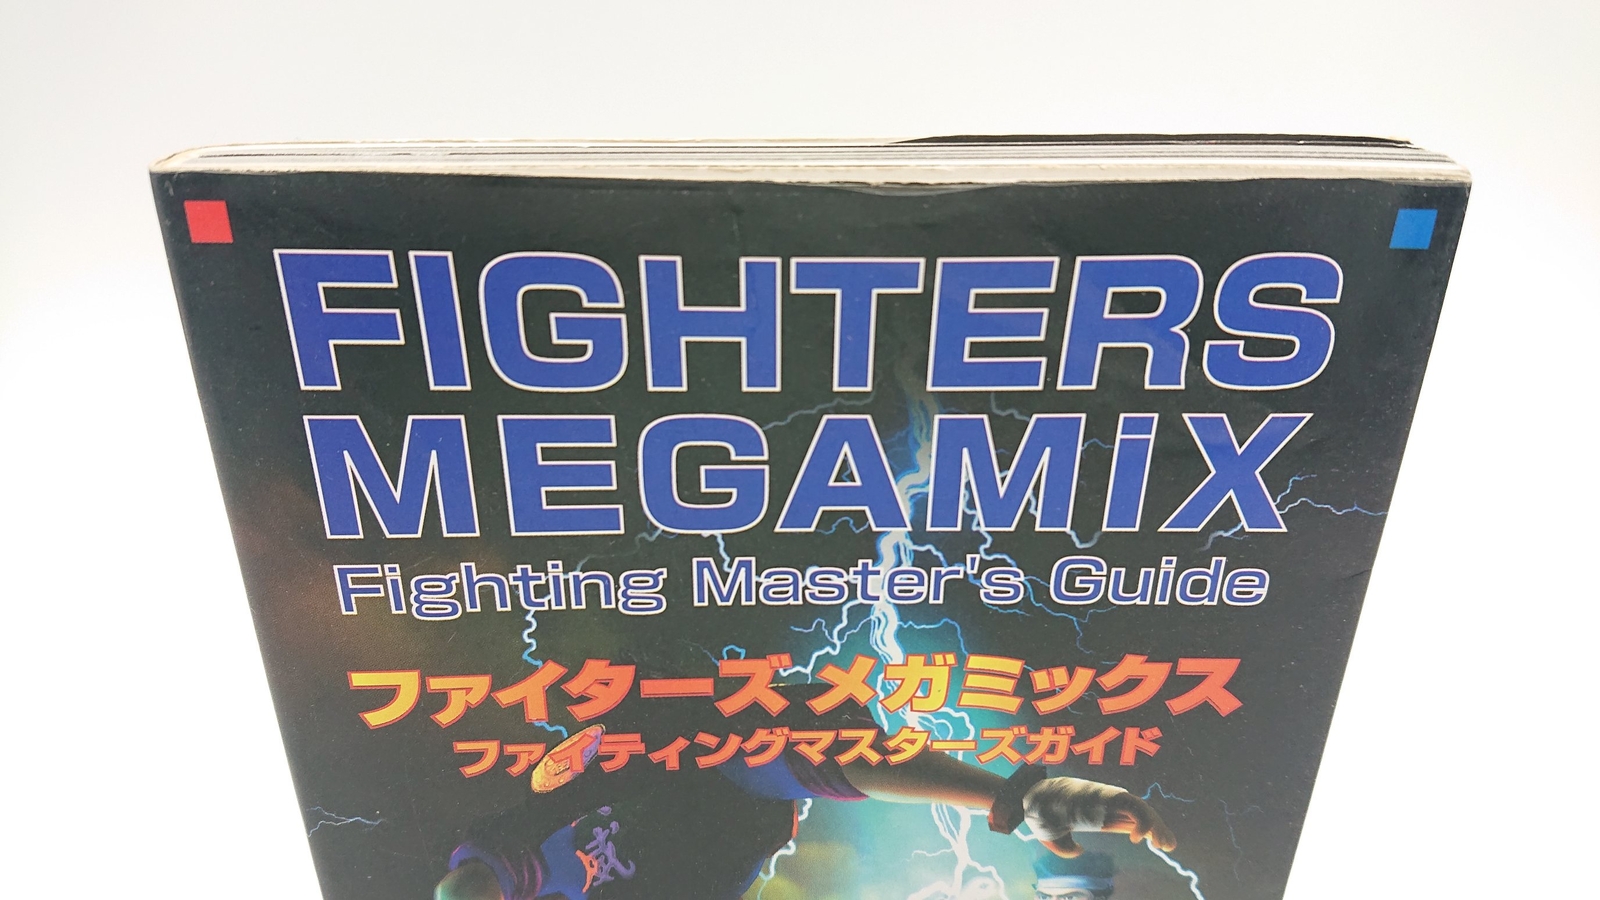 FIGHTERS
MEGAMiX
Fighting Master's Guide
ファイターズ メガミックス
ファイティングマスターズガイド
威